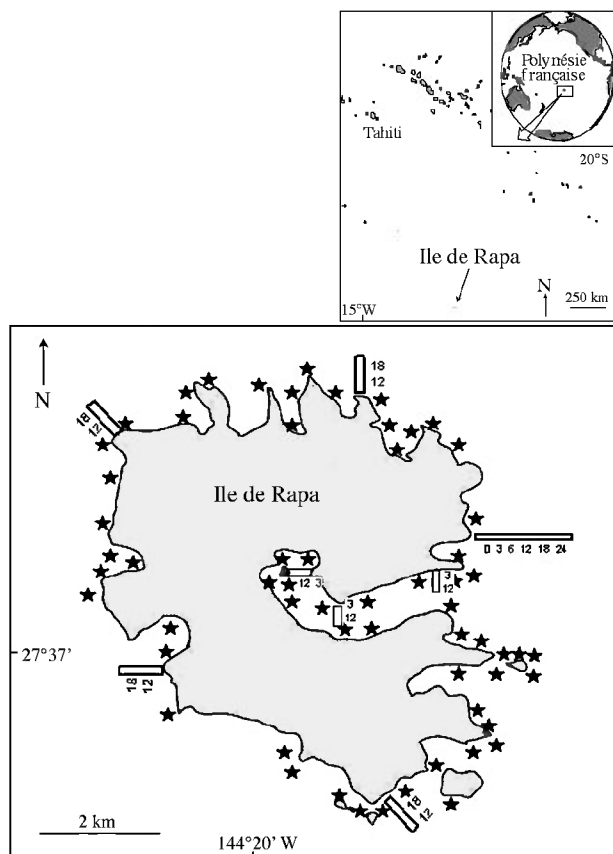 Polynésie
française
Tahiti
20°S
Ile de Rapa
N
15°W
250 km
N
18
12
18
12
Ile de Rapa
0 3 6 12 18 24
12 3
3
12
3
12
27°37’
18
12
18
12
2 km
144°20’ W